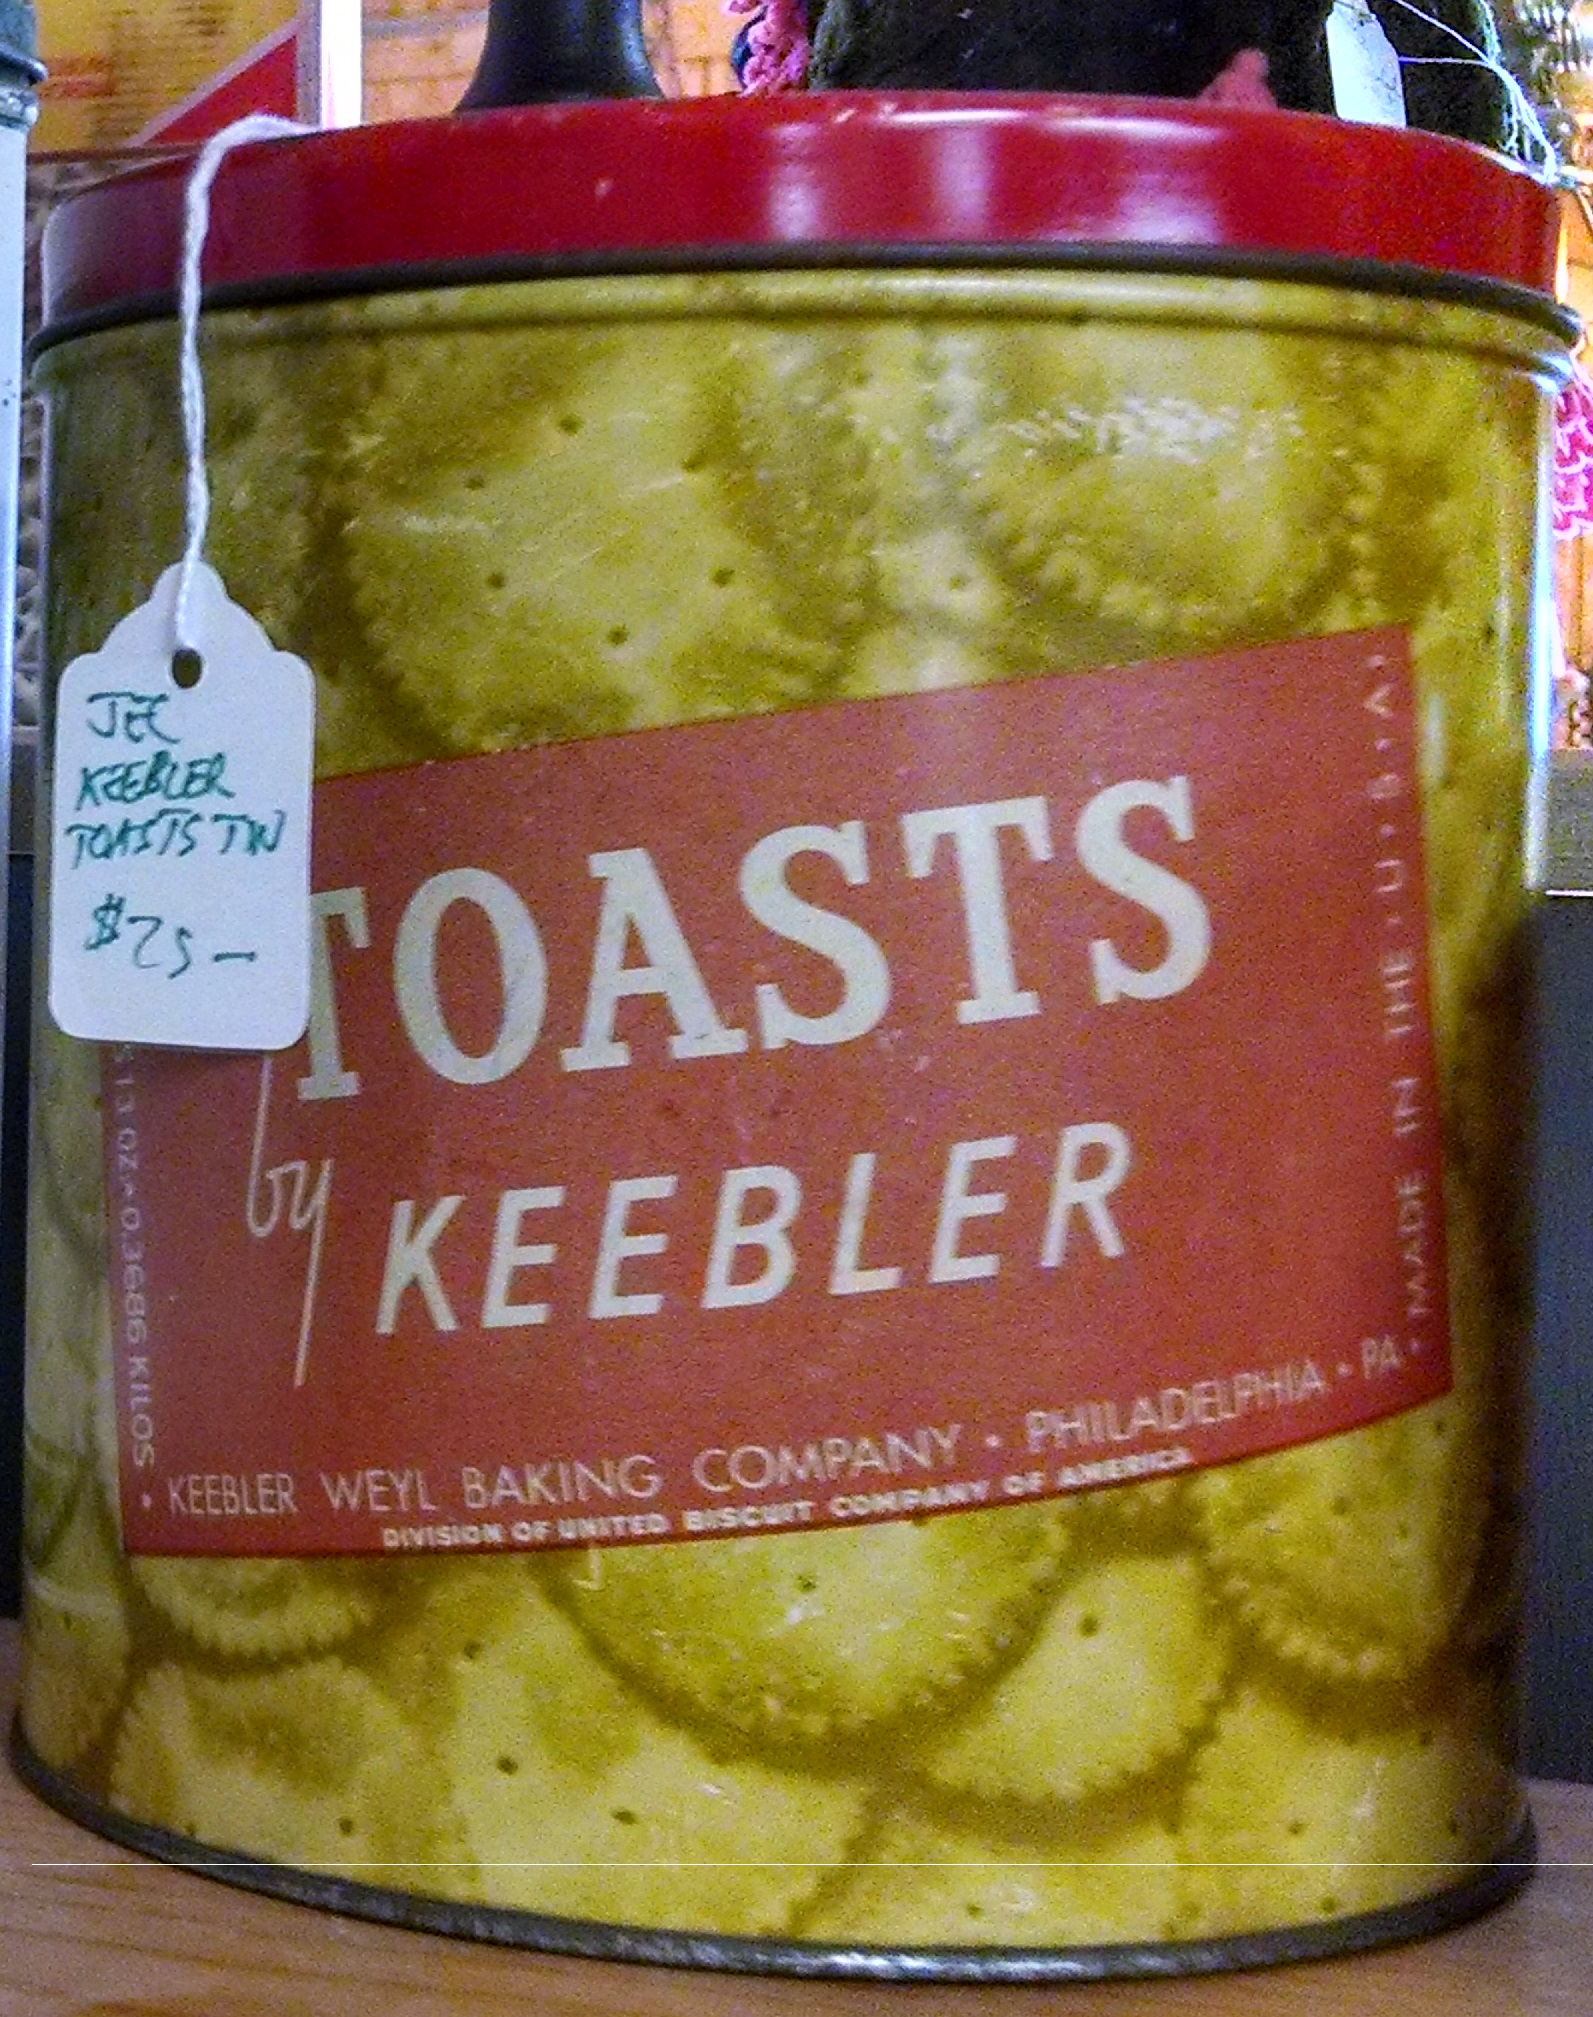 JEC
KEEBLER
TOASTS TIN
$25—
TOASTS
by KEEBLER
13 OZ. 0.3686 KILOS
• KEEBLER WEYL BAKING COMPANY • PHILADELPHIA • PA •
DIVISION OF UNITED BISCUIT COMPANY OF AMERICA
MADE IN THE • U • S • A •